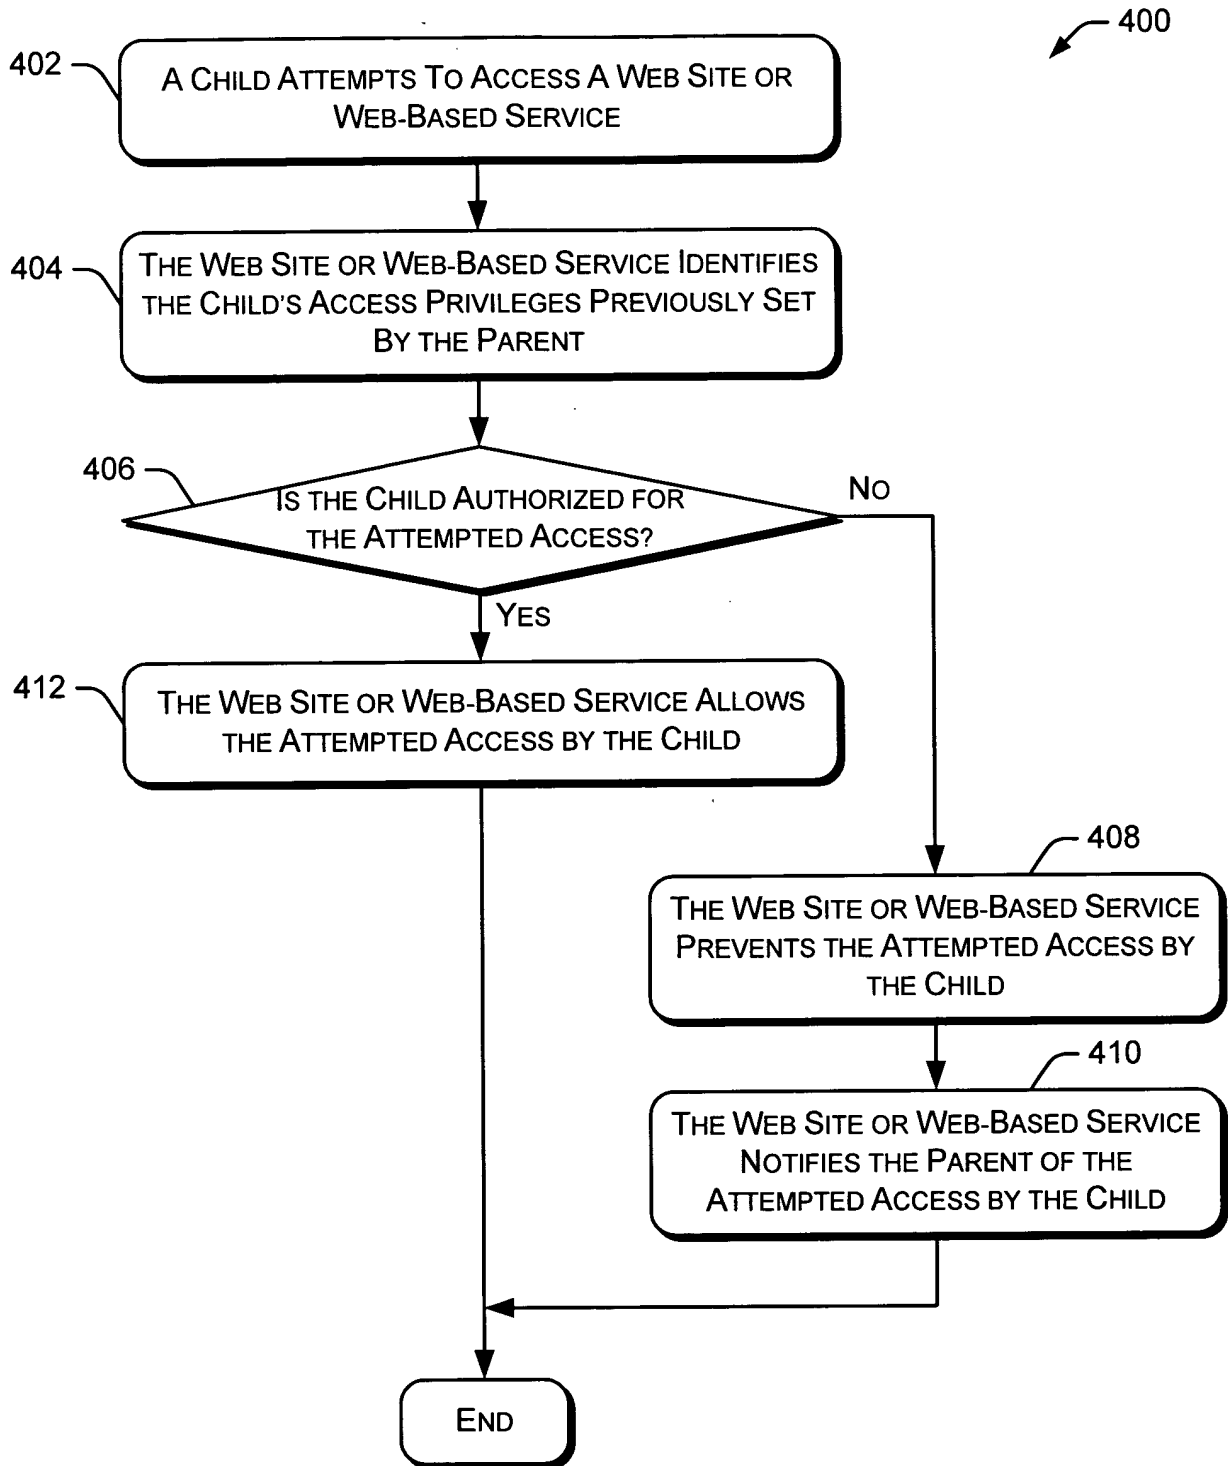 400
402
A CHILD ATTEMPTS TO ACCESS A WEB SITE OR
WEB-BASED SERVICE
404
THE WEB SITE OR WEB-BASED SERVICE IDENTIFIES
THE CHILD'S ACCESS PRIVILEGES PREVIOUSLY SET
BY THE PARENT
406
IS THE CHILD AUTHORIZED FOR
THE ATTEMPTED ACCESS?
NO
YES
412
THE WEB SITE OR WEB-BASED SERVICE ALLOWS
THE ATTEMPTED ACCESS BY THE CHILD
408
THE WEB SITE OR WEB-BASED SERVICE
PREVENTS THE ATTEMPTED ACCESS BY
THE CHILD
410
THE WEB SITE OR WEB-BASED SERVICE
NOTIFIES THE PARENT OF THE
ATTEMPTED ACCESS BY THE CHILD
END